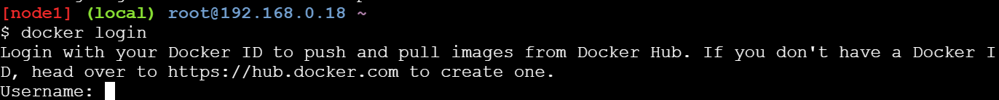 [node1] (local) root@192.168.0.18 ~
$ docker login
Login with your Docker ID to push and pull images from Docker Hub. If you don't have a Docker I
D, head over to https://hub.docker.com to create one.
Username: